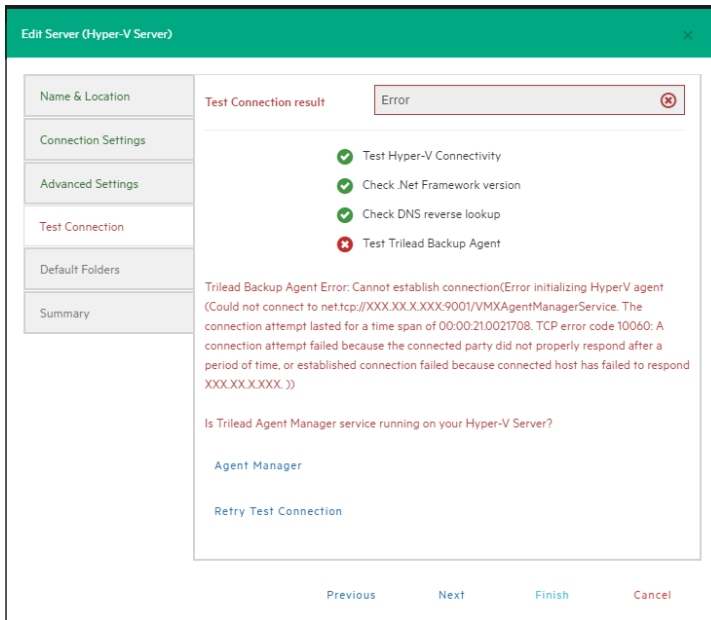 Edit Server (Hyper-V Server)
Name & Location
Connection Settings
Advanced Settings
Test Connection
Default Folders
Summary
Test Connection result
Error
Test Hyper-V Connectivity
Check .Net Framework version
Check DNS reverse lookup
Test Trilead Backup Agent
Trilead Backup Agent Error: Cannot establish connection(Error initializing HyperV agent
(Could not connect to net.tcp://XXX.XX.X.XXX:9001/VMXAgentManagerService. The
connection attempt lasted for a time span of 00:00:21.0021708. TCP error code 10060: A
connection attempt failed because the connected party did not properly respond after a
period of time, or established connection failed because connected host has failed to respond
XXX.XX.X.XXX. ))
Is Trilead Agent Manager service running on your Hyper-V Server?
Agent Manager
Retry Test Connection
Previous Next Finish Cancel